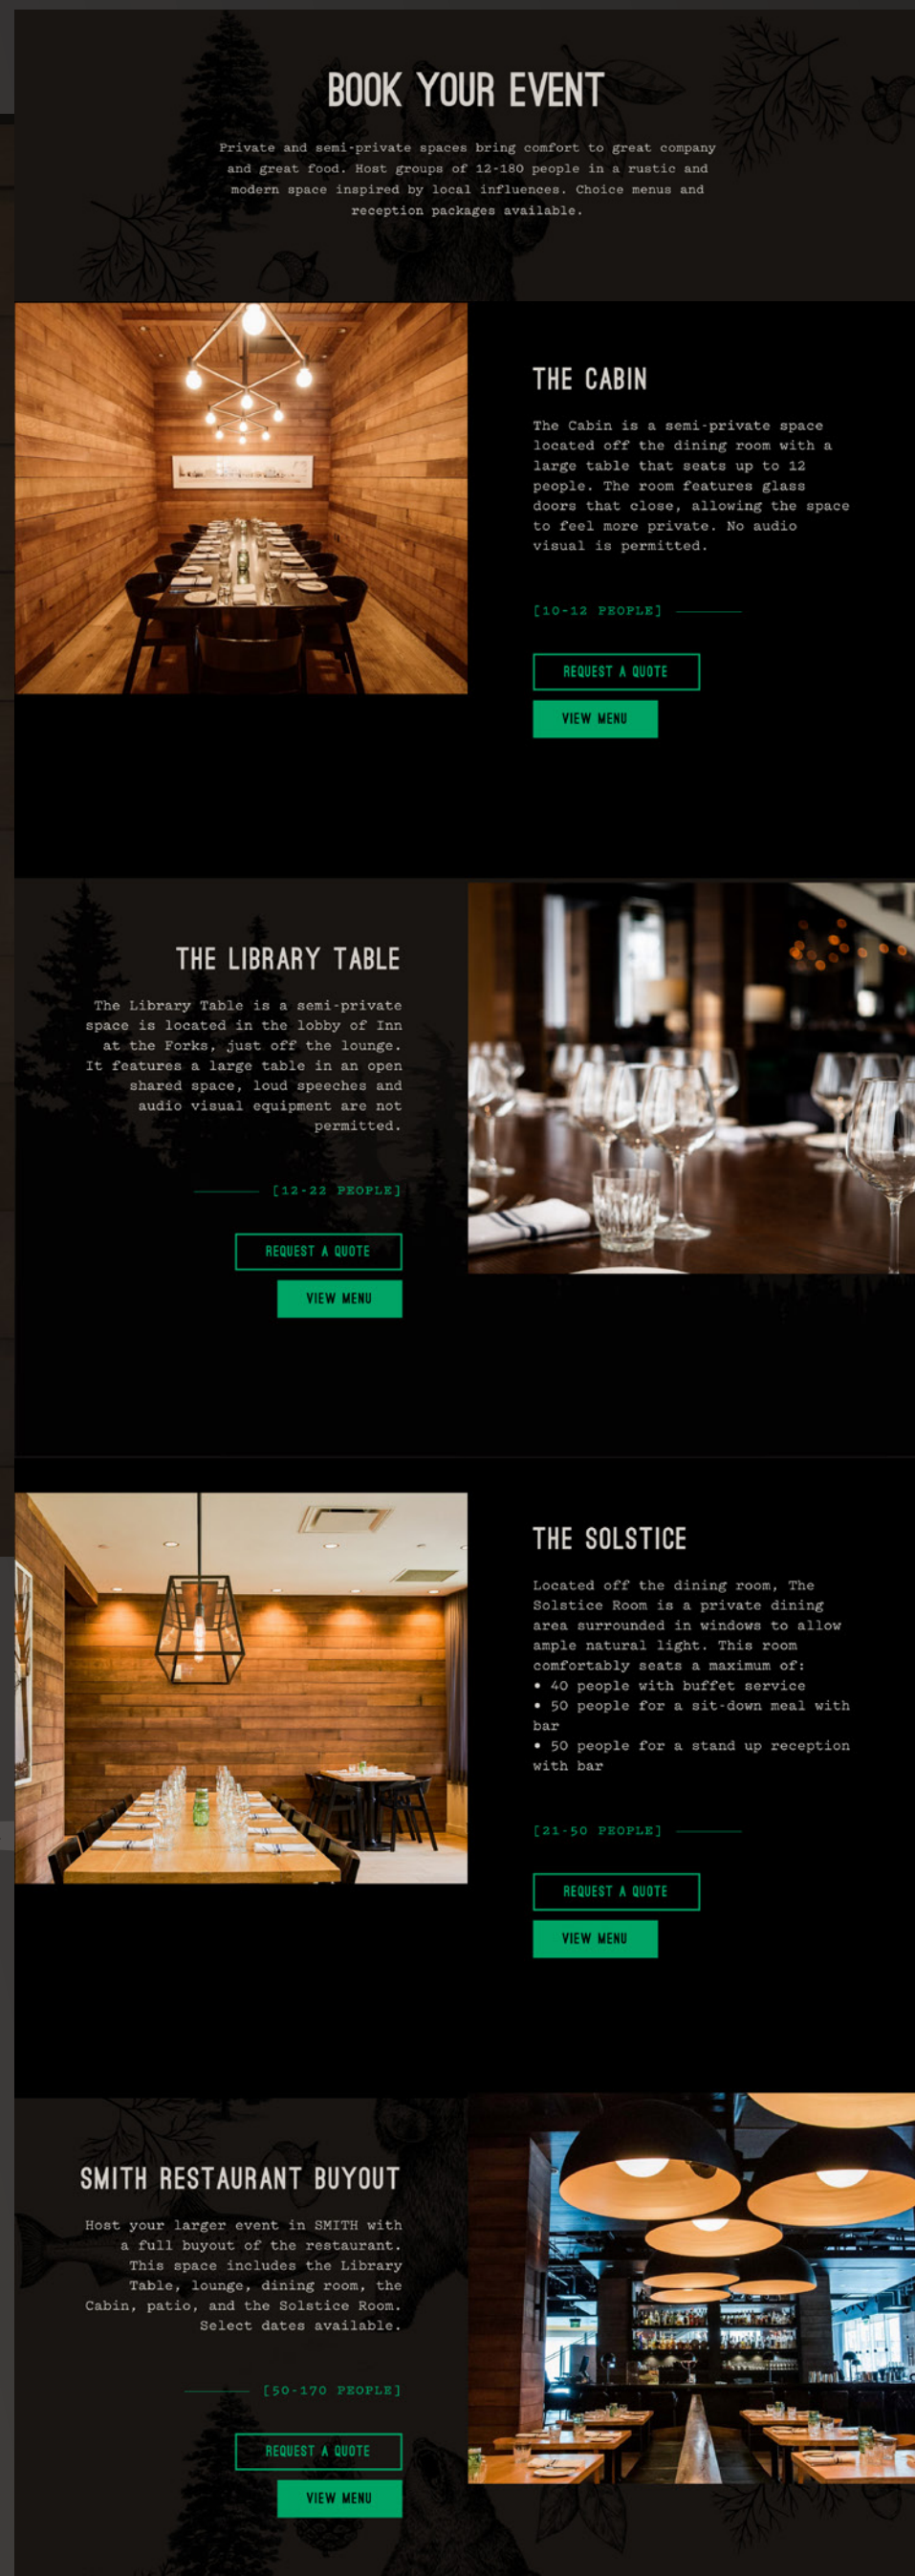 BOOK YOUR EVENT
Private and semi-private spaces bring comfort to great company
and great food. Host groups of 12-180 people in a rustic and
modern space inspired by local influences. Choice menus and
reception packages available.
THE CABIN
The Cabin is a semi-private space
located off the dining room with a
large table that seats up to 12
people. The room features glass
doors that close, allowing the space
to feel more private. No audio
visual is permitted.
[10-12 PEOPLE]
REQUEST A QUOTE
VIEW MENU
THE LIBRARY TABLE
The Library Table is a semi-private
space is located in the lobby of Inn
at the Forks, just off the lounge.
It features a large table in an open
shared space, loud speeches and
audio visual equipment are not
permitted.
[12-22 PEOPLE]
REQUEST A QUOTE
VIEW MENU
THE SOLSTICE
Located off the dining room, The
Solstice Room is a private dining
area surrounded in windows to allow
ample natural light. This room
comfortably seats a maximum of:
• 40 people with buffet service
• 50 people for a sit-down meal with
bar
• 50 people for a stand up reception
with bar
[21-50 PEOPLE]
REQUEST A QUOTE
VIEW MENU
SMITH RESTAURANT BUYOUT
Host your larger event in SMITH with
a full buyout of the restaurant.
This space includes the Library
Table, lounge, dining room, the
Cabin, patio, and the Solstice Room.
Select dates available.
[50-170 PEOPLE]
REQUEST A QUOTE
VIEW MENU